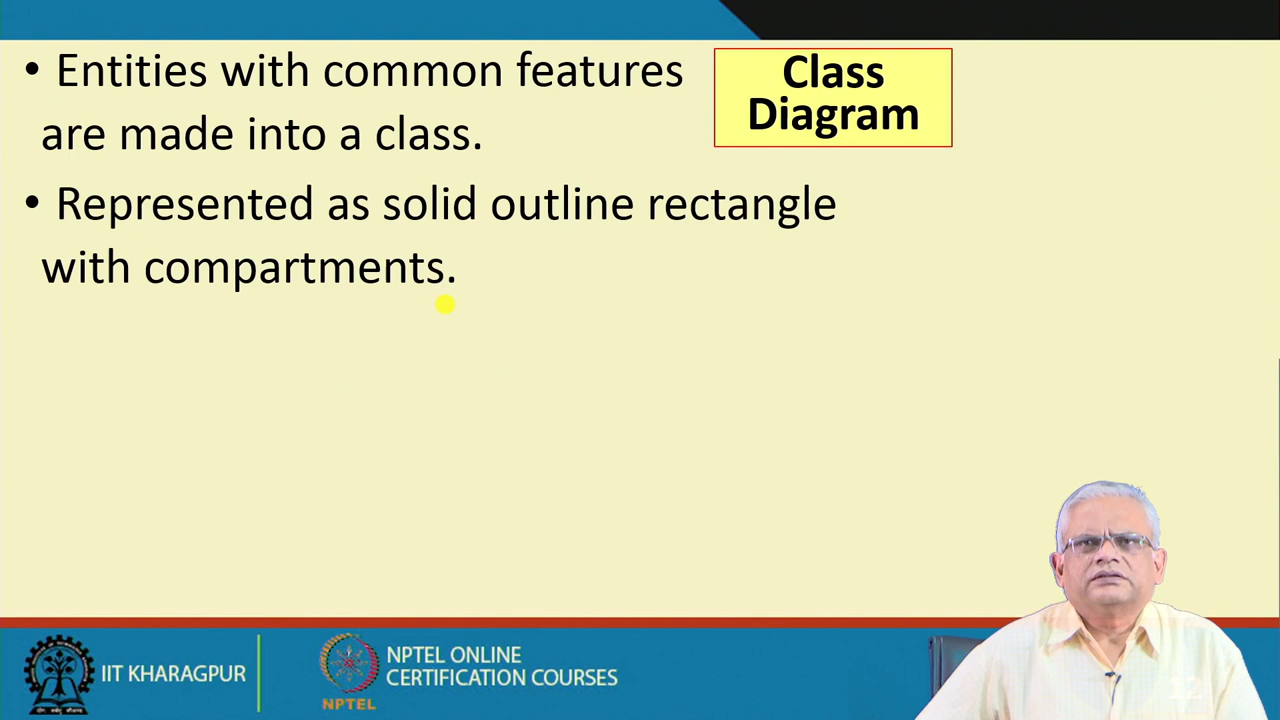 • Entities with common features
are made into a class.
Class
Diagram
• Represented as solid outline rectangle
with compartments.
IIT KHARAGPUR
NPTEL
NPTEL ONLINE
CERTIFICATION COURSES
12